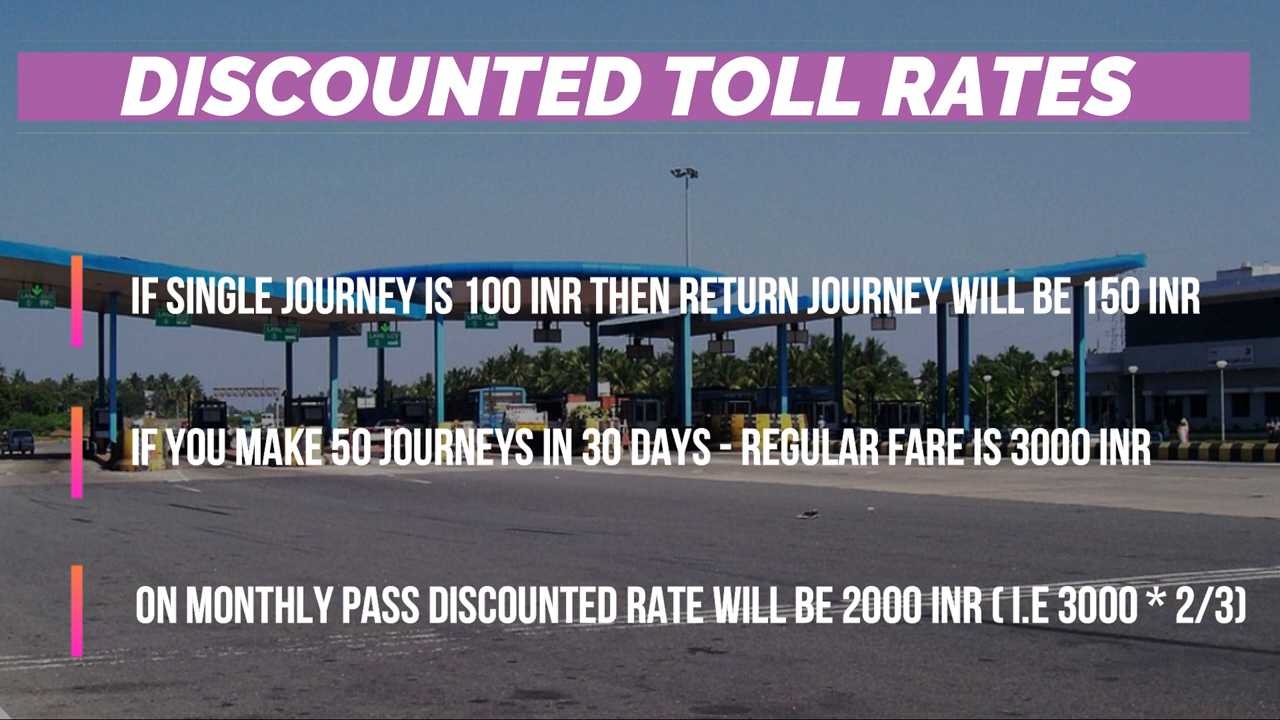 DISCOUNTED TOLL RATES
IF SINGLE JOURNEY IS 100 INR THEN RETURN JOURNEY WILL BE 150 INR
IF YOU MAKE 50 JOURNEYS IN 30 DAYS - REGULAR FARE IS 3000 INR
ON MONTHLY PASS DISCOUNTED RATE WILL BE 2000 INR ( I.E 3000 * 2/3)